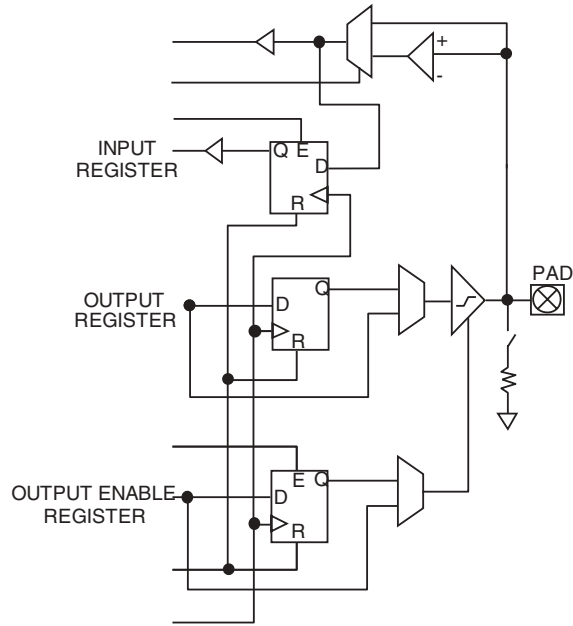 +
-
INPUT
REGISTER
Q E
D
R
PAD
OUTPUT
REGISTER
Q
D
R
OUTPUT ENABLE
REGISTER
E Q
D
R